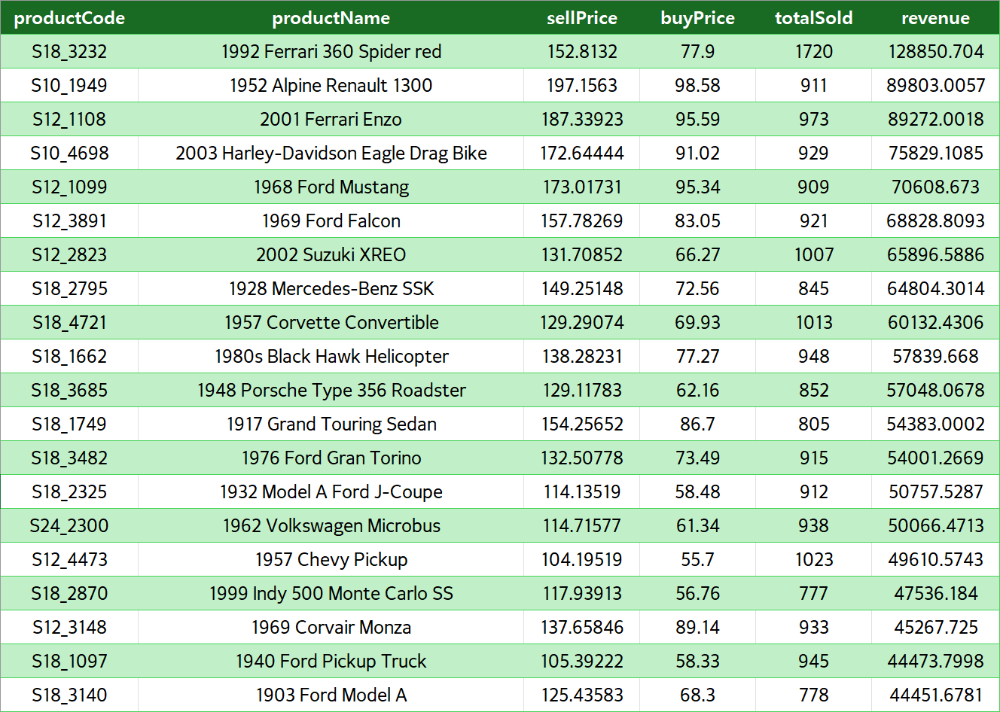 productCode productName sellPrice buyPrice totalSold revenue
S18_3232 1992 Ferrari 360 Spider red 152.8132 77.9 1720 128850.704
S10_1949 1952 Alpine Renault 1300 197.1563 98.58 911 89803.0057
S12_1108 2001 Ferrari Enzo 187.33923 95.59 973 89272.0018
S10_4698 2003 Harley-Davidson Eagle Drag Bike 172.64444 91.02 929 75829.1085
S12_1099 1968 Ford Mustang 173.01731 95.34 909 70608.673
S12_3891 1969 Ford Falcon 157.78269 83.05 921 68828.8093
S12_2823 2002 Suzuki XREO 131.70852 66.27 1007 65896.5886
S18_2795 1928 Mercedes-Benz SSK 149.25148 72.56 845 64804.3014
S18_4721 1957 Corvette Convertible 129.29074 69.93 1013 60132.4306
S18_1662 1980s Black Hawk Helicopter 138.28231 77.27 948 57839.668
S18_3685 1948 Porsche Type 356 Roadster 129.11783 62.16 852 57048.0678
S18_1749 1917 Grand Touring Sedan 154.25652 86.7 805 54383.0002
S18_3482 1976 Ford Gran Torino 132.50778 73.49 915 54001.2669
S18_2325 1932 Model A Ford J-Coupe 114.13519 58.48 912 50757.5287
S24_2300 1962 Volkswagen Microbus 114.71577 61.34 938 50066.4713
S12_4473 1957 Chevy Pickup 104.19519 55.7 1023 49610.5743
S18_2870 1999 Indy 500 Monte Carlo SS 117.93913 56.76 777 47536.184
S12_3148 1969 Corvair Monza 137.65846 89.14 933 45267.725
S18_1097 1940 Ford Pickup Truck 105.39222 58.33 945 44473.7998
S18_3140 1903 Ford Model A 125.43583 68.3 778 44451.6781